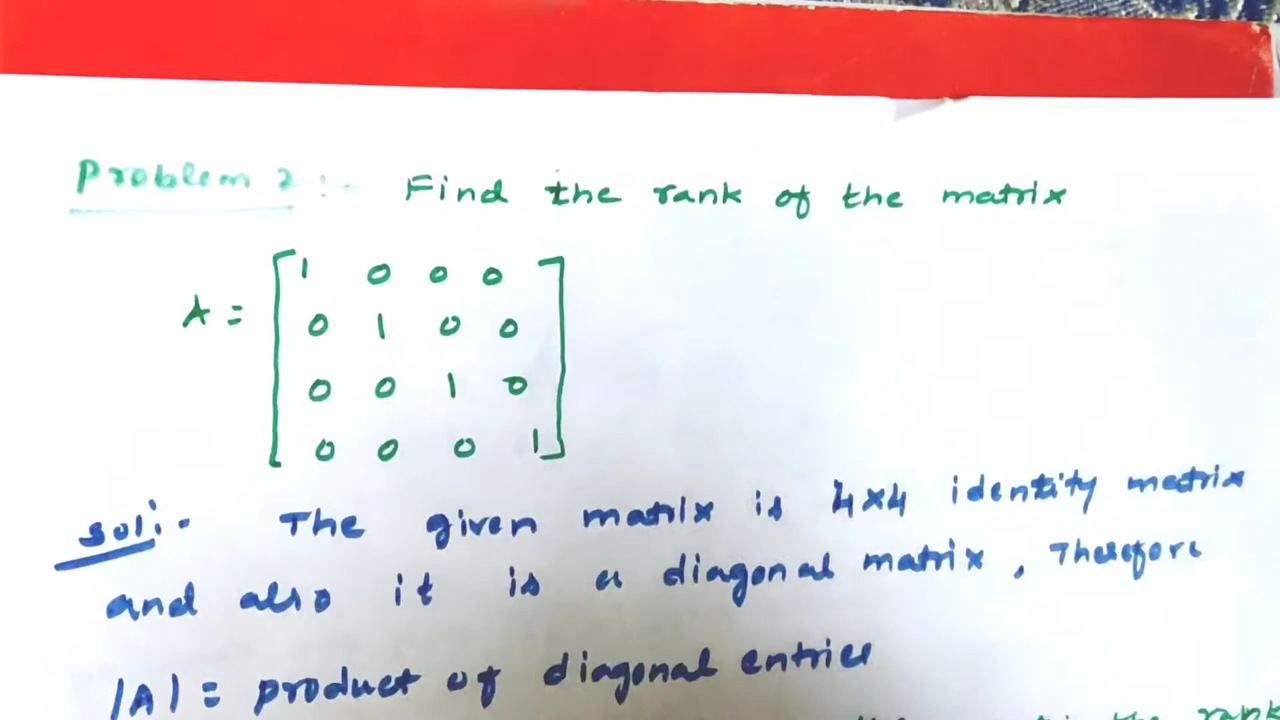 Problem 2 :- Find the rank of the matrix
A = [ 1 0 0 0
0 1 0 0
0 0 1 0
0 0 0 1 ]
sol:- The given matrix is 4x4 identity matrix
and also it is a diagonal matrix, Therefore
|A| = product of diagonal entries
the rank